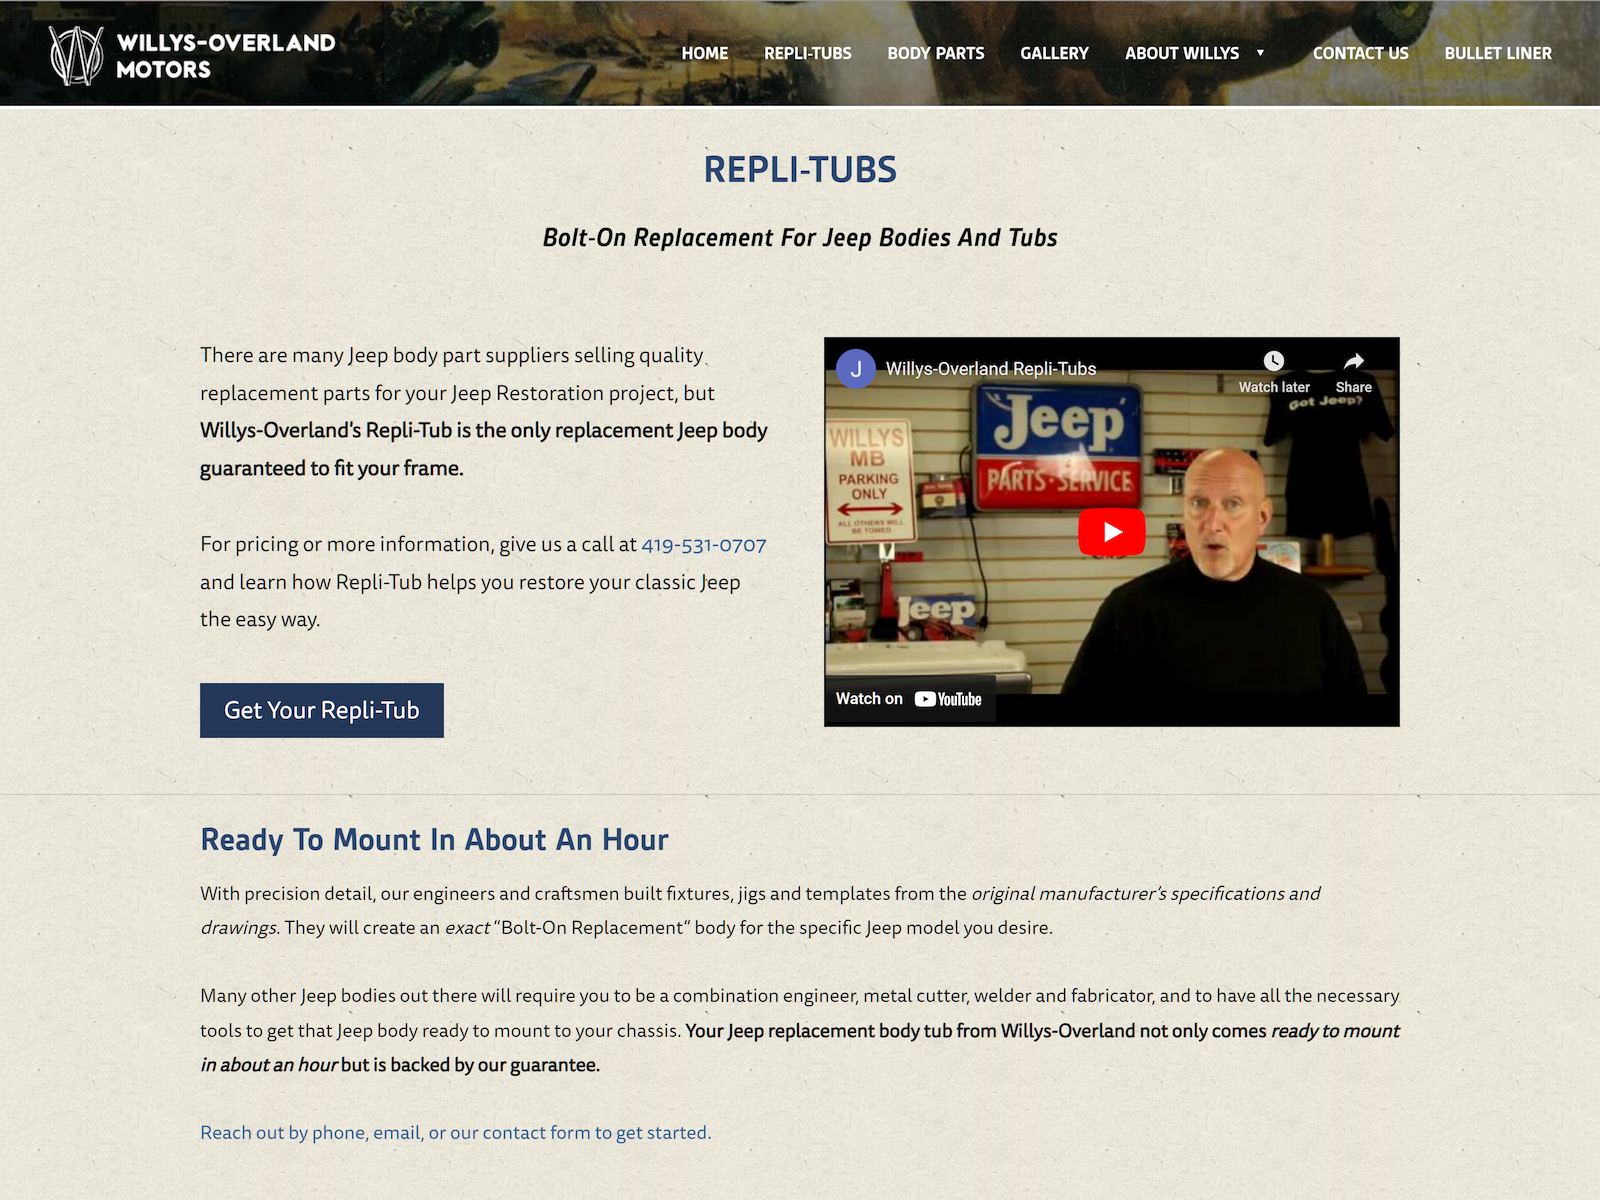 WILLYS-OVERLAND
MOTORS
HOME REPLI-TUBS BODY PARTS GALLERY ABOUT WILLYS ▼ CONTACT US BULLET LINER
REPLI-TUBS
Bolt-On Replacement For Jeep Bodies And Tubs
There are many Jeep body part suppliers selling quality
replacement parts for your Jeep Restoration project, but
Willys-Overland's Repli-Tub is the only replacement Jeep body
guaranteed to fit your frame.
For pricing or more information, give us a call at 419-531-0707
and learn how Repli-Tub helps you restore your classic Jeep
the easy way.
Get Your Repli-Tub
J Willys-Overland Repli-Tubs
Watch later Share
Got Jeep?
Jeep
PARTS·SERVICE
WILLYS
MB
PARKING
ONLY
ALL OTHERS WILL
BE TOWED
Jeep
Watch on YouTube
Ready To Mount In About An Hour
With precision detail, our engineers and craftsmen built fixtures, jigs and templates from the original manufacturer's specifications and
drawings. They will create an exact “Bolt-On Replacement“ body for the specific Jeep model you desire.
Many other Jeep bodies out there will require you to be a combination engineer, metal cutter, welder and fabricator, and to have all the necessary
tools to get that Jeep body ready to mount to your chassis. Your Jeep replacement body tub from Willys-Overland not only comes ready to mount
in about an hour but is backed by our guarantee.
Reach out by phone, email, or our contact form to get started.